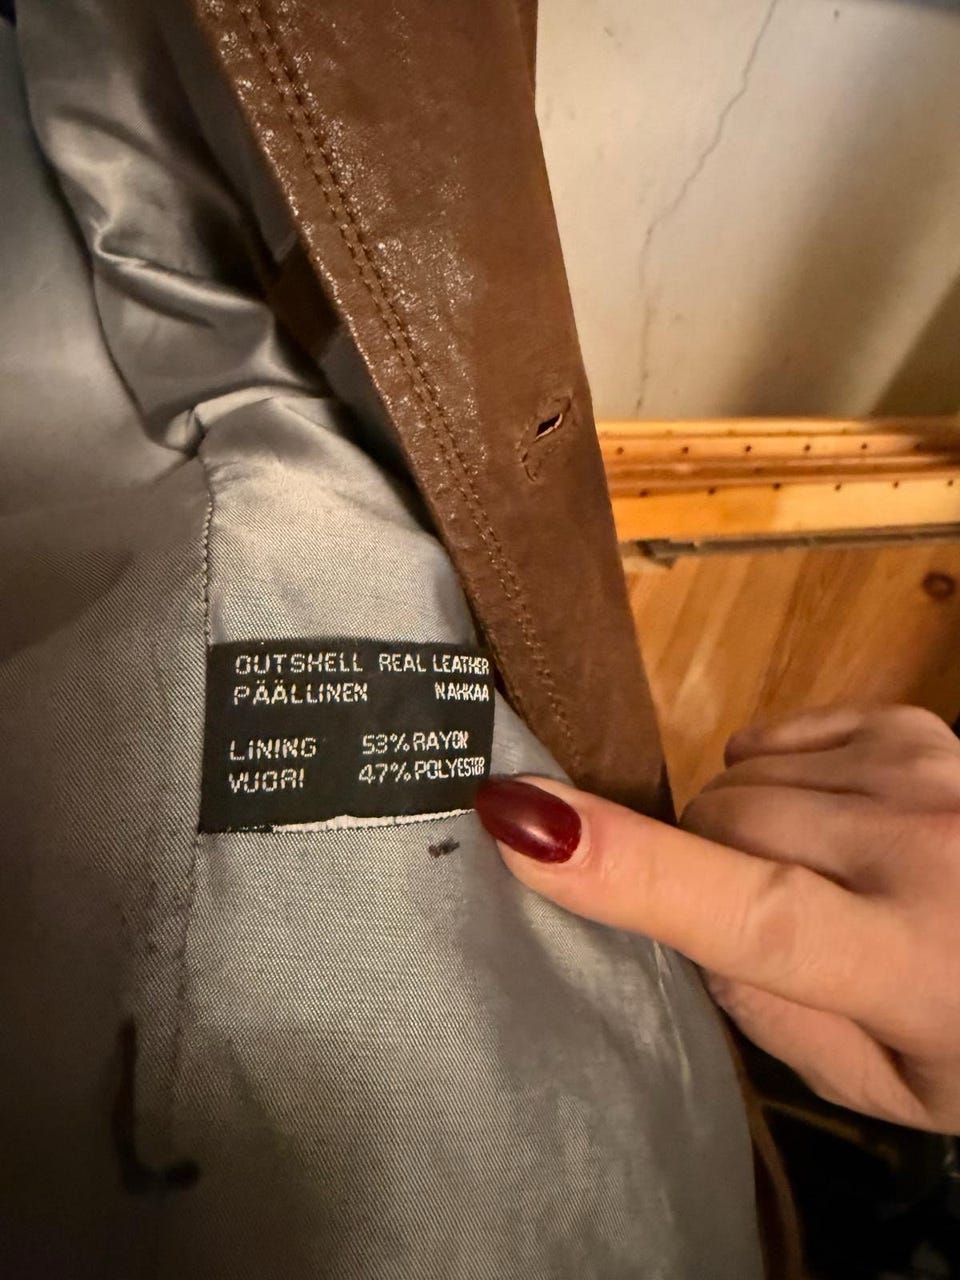 OUTSHELL REAL LEATHER
PÄÄLLINEN NAHKAA
LINING 53% RAYON
VUORI 47% POLYESTER